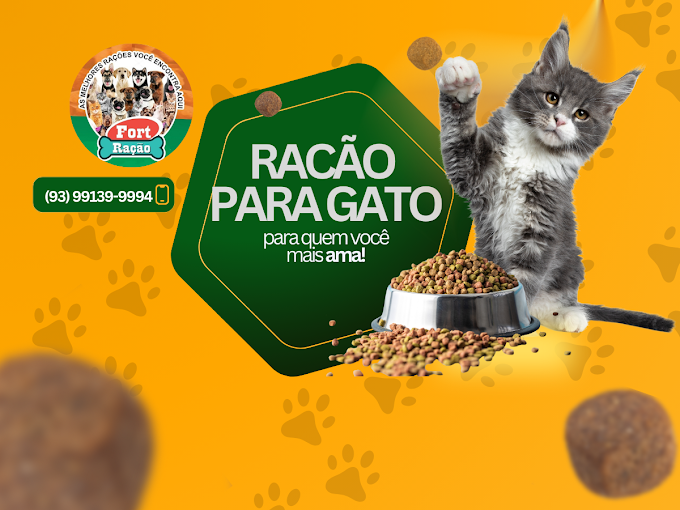 AS MELHORES RAÇÕES VOCÊ ENCONTRA AQUI
Fort
Ração
(93) 99139-9994
RACÃO
PARA GATO
para quem você
mais ama!